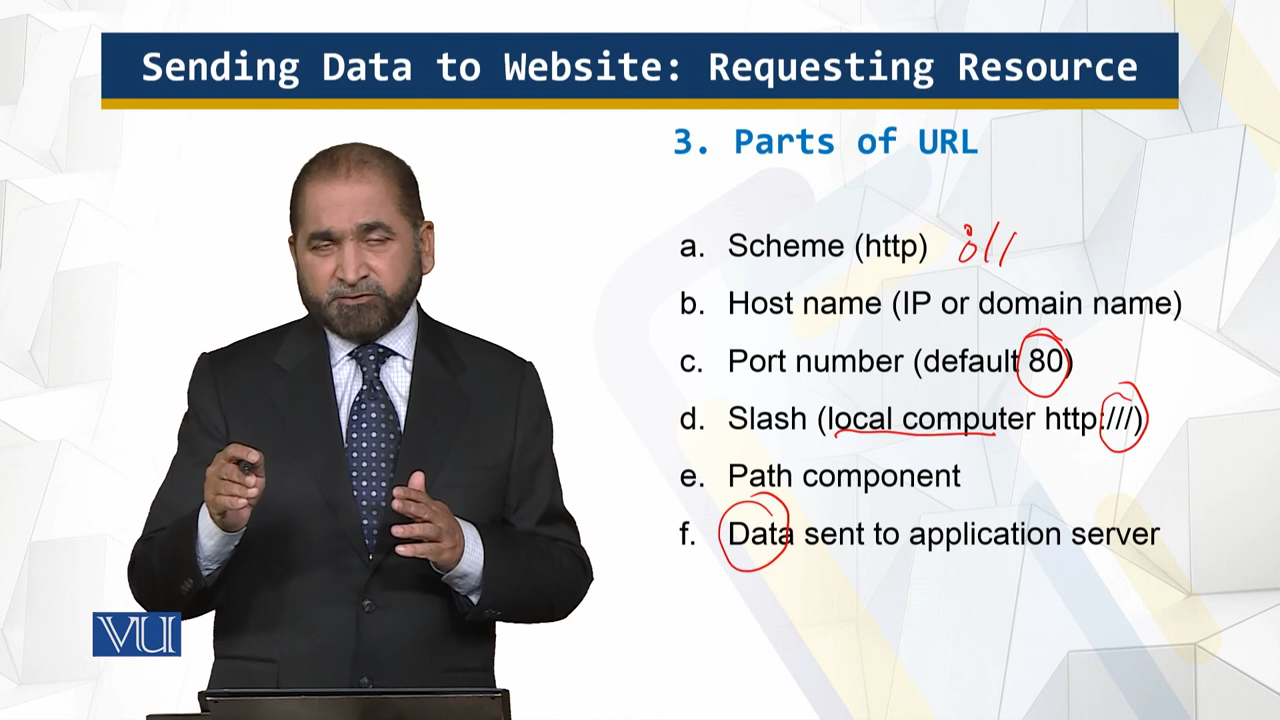 Sending Data to Website: Requesting Resource
3. Parts of URL
a. Scheme (http) ://
b. Host name (IP or domain name)
c. Port number (default 80)
d. Slash (local computer http:///)
e. Path component
f. Data sent to application server
VU